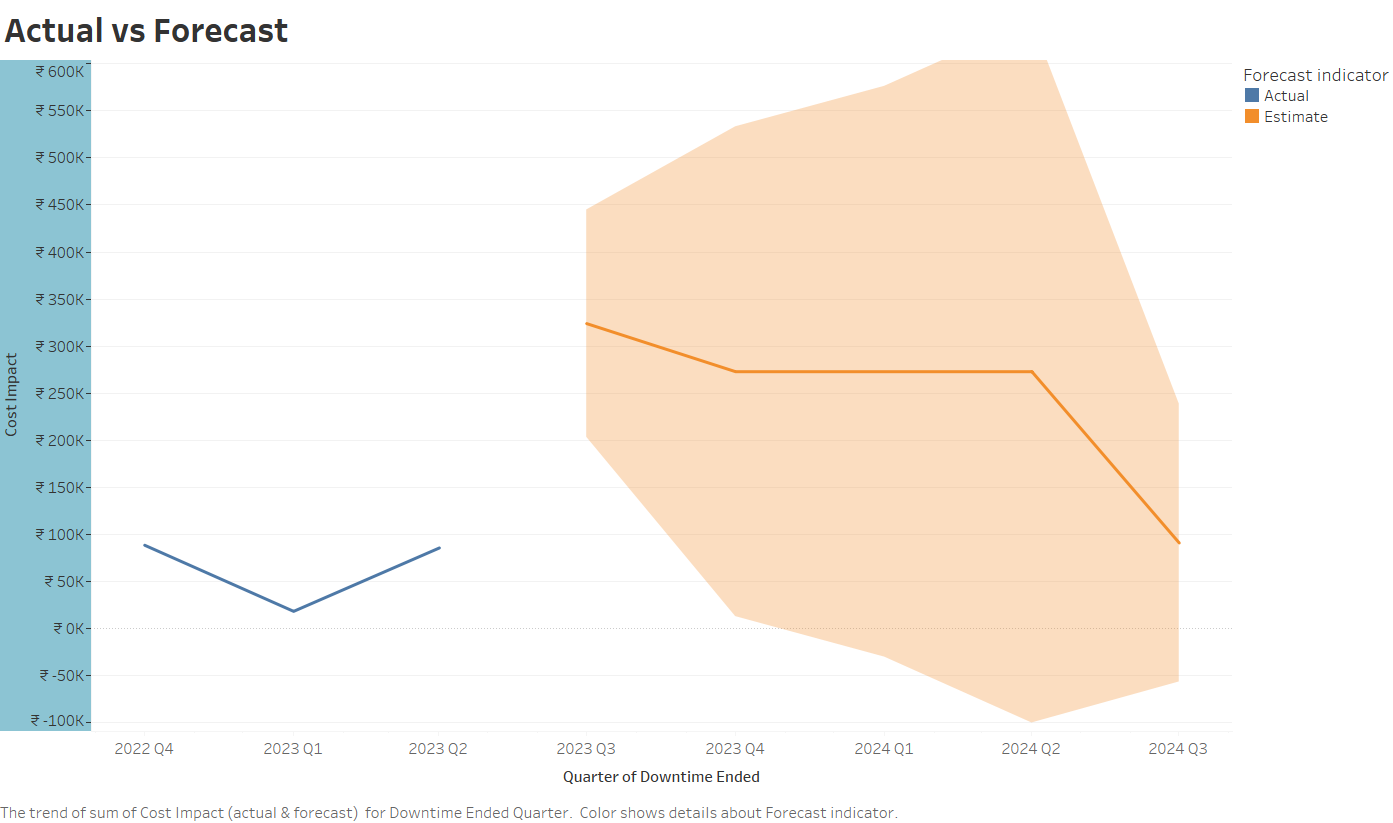 Actual vs Forecast
Forecast indicator
Actual
Estimate
₹ 600K
₹ 550K
₹ 500K
₹ 450K
₹ 400K
₹ 350K
₹ 300K
₹ 250K
₹ 200K
₹ 150K
₹ 100K
₹ 50K
₹ 0K
₹ -50K
₹ -100K
Cost Impact
2022 Q4 2023 Q1 2023 Q2 2023 Q3 2023 Q4 2024 Q1 2024 Q2 2024 Q3
Quarter of Downtime Ended
The trend of sum of Cost Impact (actual & forecast)  for Downtime Ended Quarter.  Color shows details about Forecast indicator.